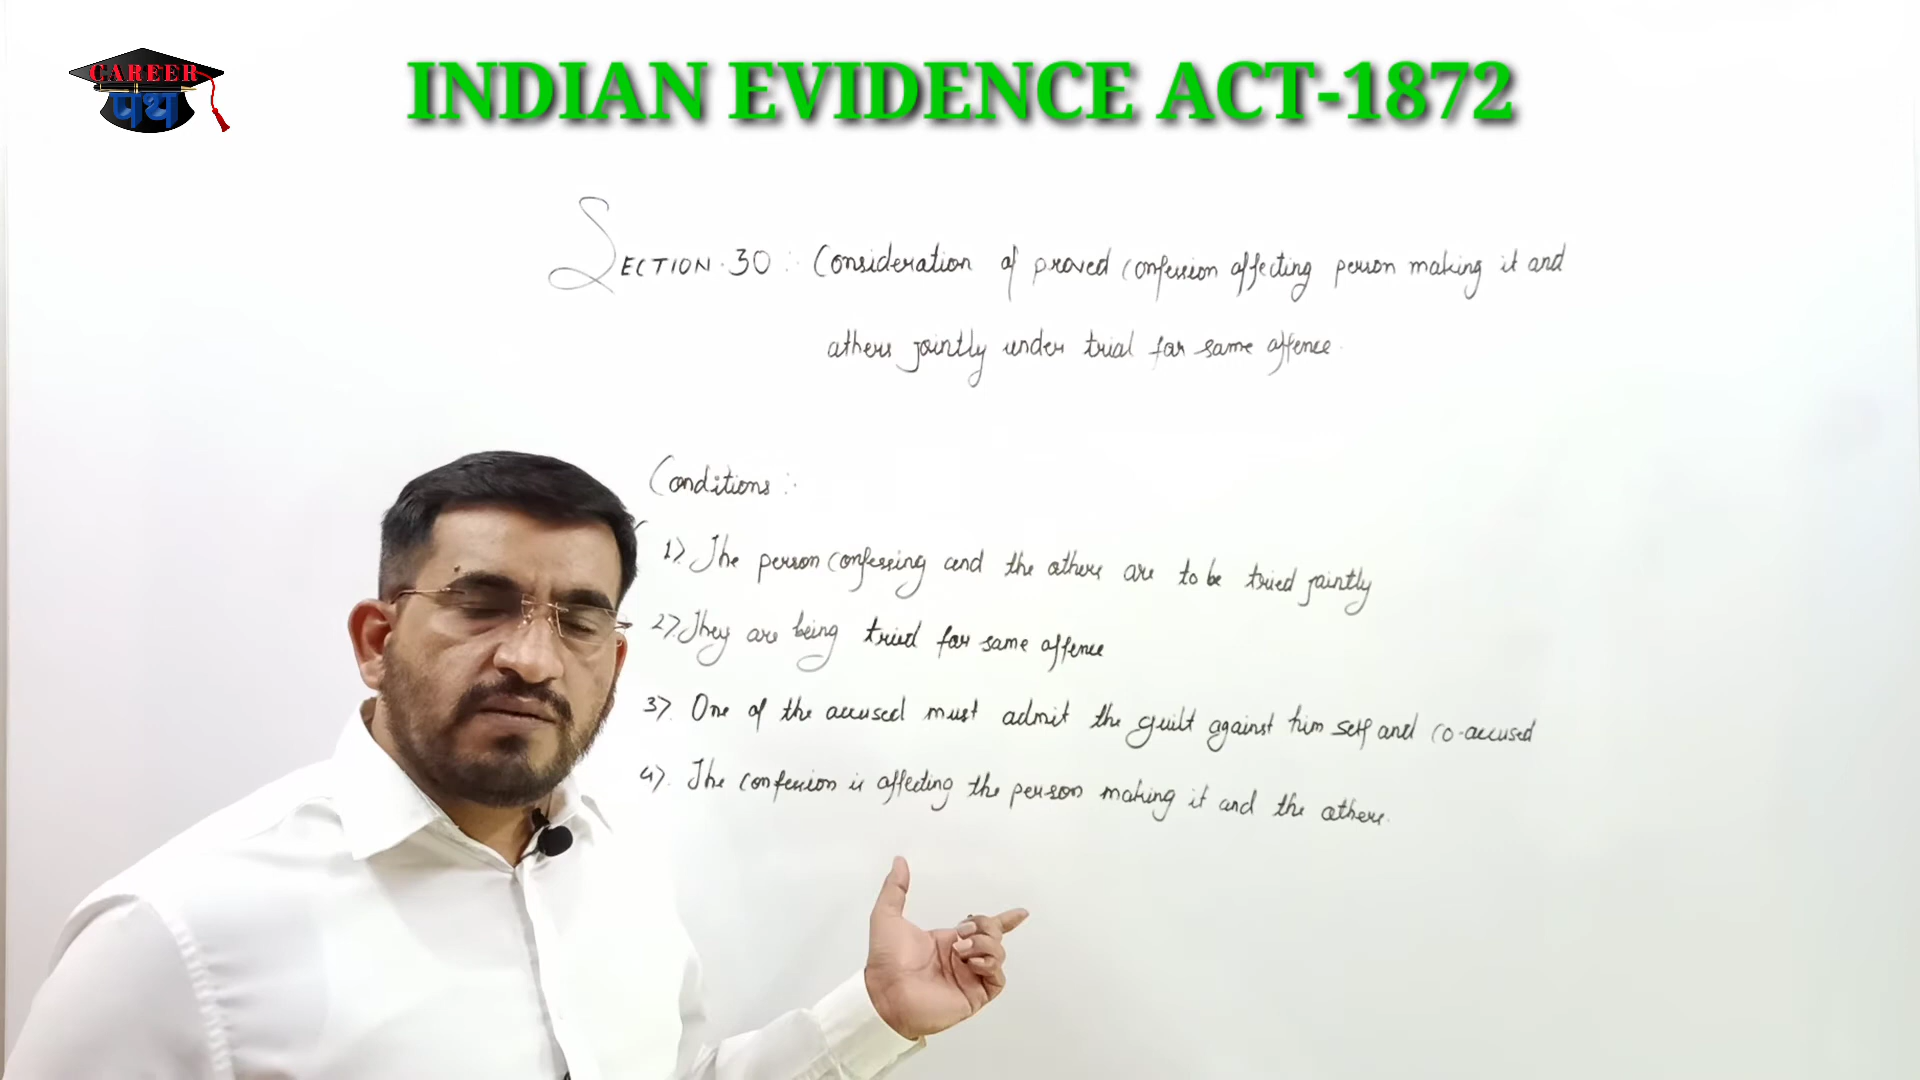 CAREER
पथ
INDIAN EVIDENCE ACT-1872
SECTION. 30 :- Consideration of proved confession affecting person making it and
others jointly under trial for same offence.
Conditions :-
1). The person confessing and the others are to be tried jointly
2). They are being tried for same offence
3). One of the accused must admit the guilt against him self and co-accused
4). The confession is affecting the person making it and the others.